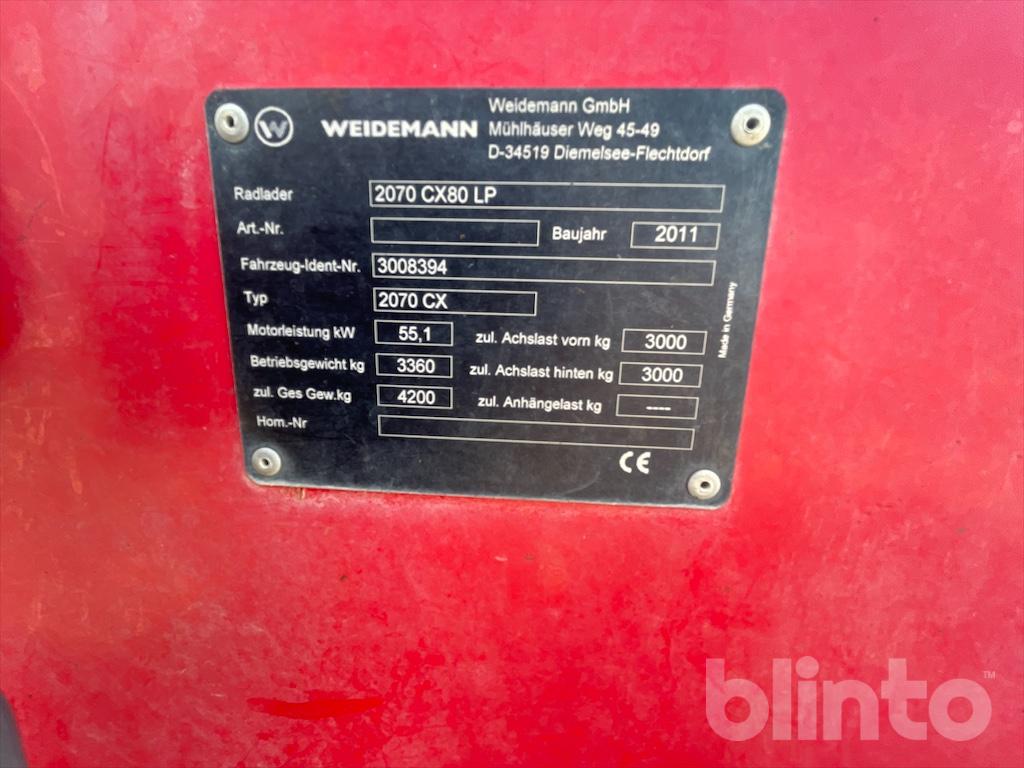 W WEIDEMANN
Weidemann GmbH
Mühlhäuser Weg 45-49
D-34519 Diemelsee-Flechtdorf
Radlader 2070 CX80 LP
Art.-Nr. Baujahr 2011
Fahrzeug-Ident-Nr. 3008394
Typ 2070 CX
Motorleistung kW 55,1 zul. Achslast vorn kg 3000
Betriebsgewicht kg 3360 zul. Achslast hinten kg 3000
zul. Ges Gew.kg 4200 zul. Anhängelast kg ----
Hom.-Nr
CE
Made in Germany
blinto™